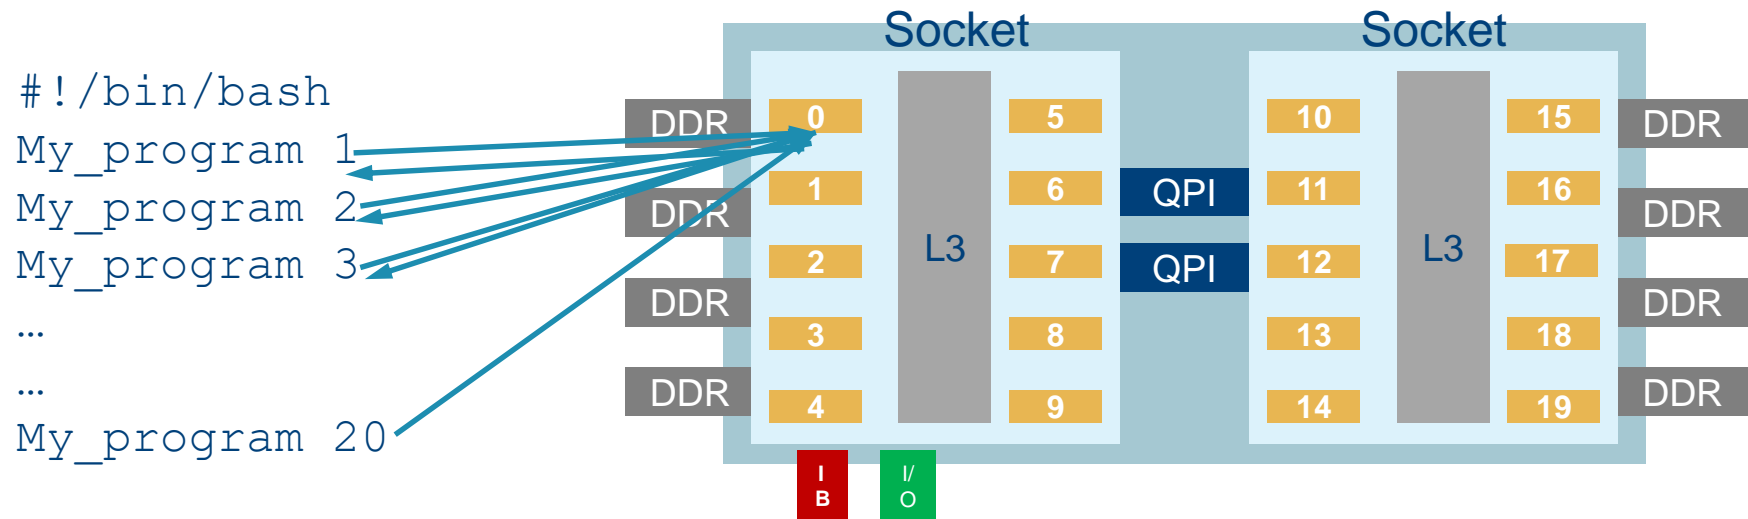 Socket
Socket
#!/bin/bash
My_program 1
My_program 2
My_program 3
…
…
My_program 20
DDR
DDR
DDR
DDR
0
1
2
3
4
L3
5
6
7
8
9
QPI
QPI
10
11
12
13
14
L3
15
16
17
18
19
DDR
DDR
DDR
DDR
I
B
I/
O